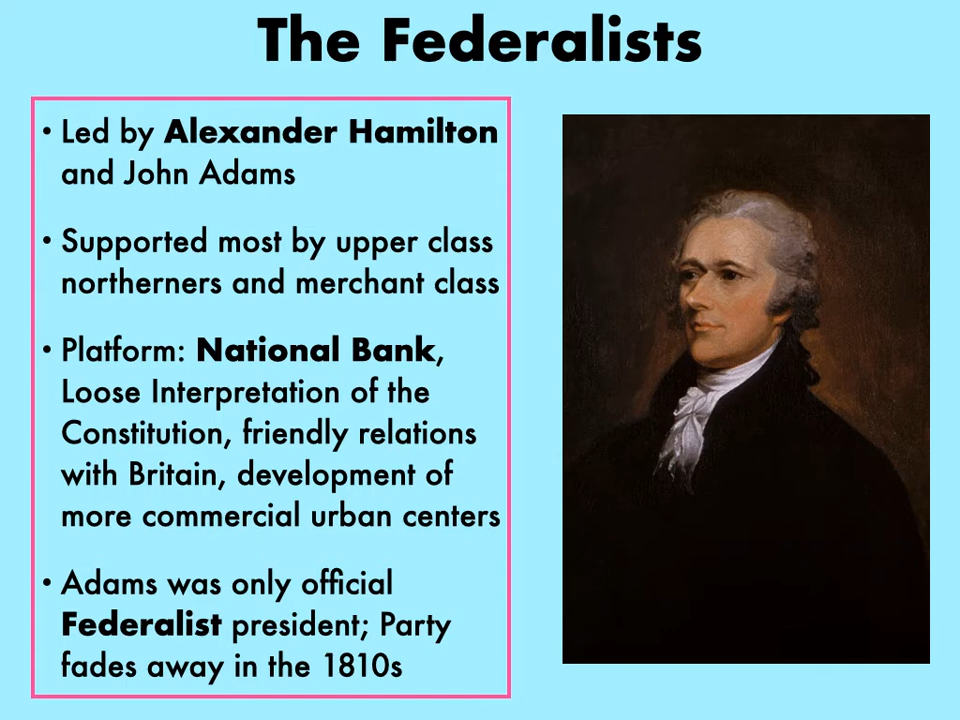 The Federalists
• Led by Alexander Hamilton
and John Adams
• Supported most by upper class
northerners and merchant class
• Platform: National Bank,
Loose Interpretation of the
Constitution, friendly relations
with Britain, development of
more commercial urban centers
• Adams was only official
Federalist president; Party
fades away in the 1810s